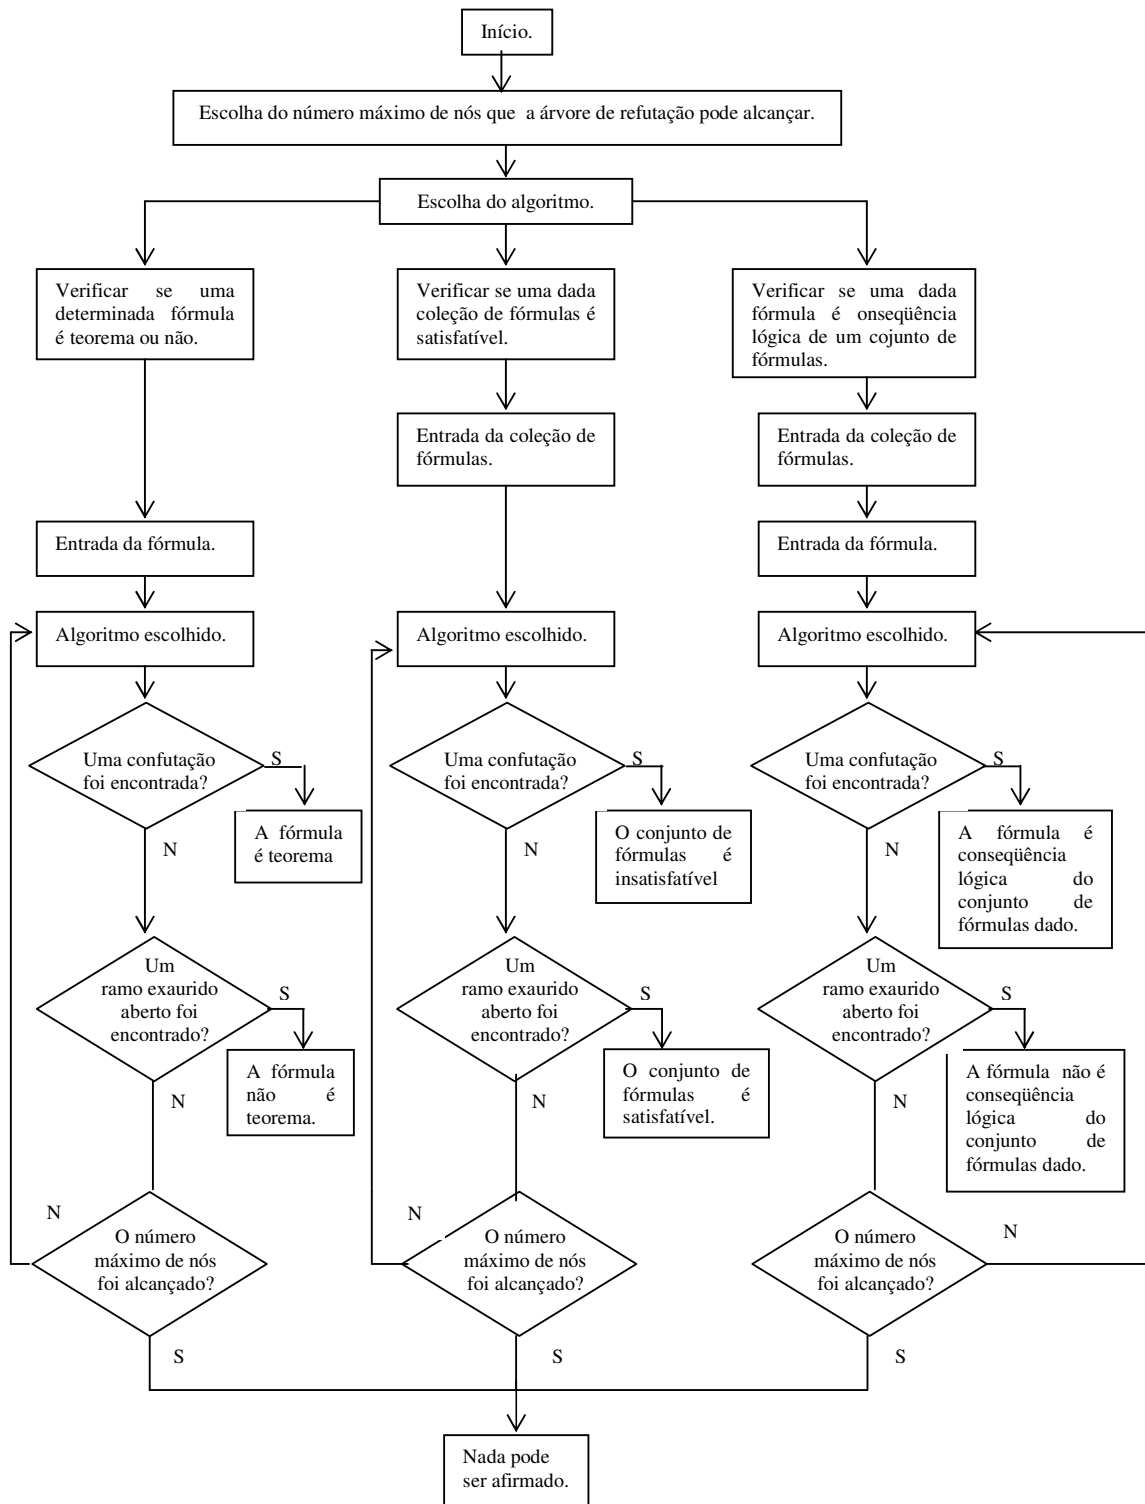 Início.
Escolha do número máximo de nós que a árvore de refutação pode alcançar.
Escolha do algoritmo.
Verificar se uma
determinada fórmula
é teorema ou não.
Verificar se uma dada
coleção de fórmulas é
satisfatível.
Verificar se uma dada
fórmula é onseqüência
lógica de um cojunto de
fórmulas.
Entrada da coleção de
fórmulas.
Entrada da coleção de
fórmulas.
Entrada da fórmula.
Entrada da fórmula.
Algoritmo escolhido.
Algoritmo escolhido.
Algoritmo escolhido.
Uma confutação
foi encontrada?
S
Uma confutação
foi encontrada?
S
Uma confutação
foi encontrada?
S
A fórmula
é teorema
N
O conjunto de
fórmulas é
insatisfatível
N
A fórmula é
conseqüência
lógica do
conjunto de
fórmulas dado.
N
Um
ramo exaurido
aberto foi
encontrado?
S
Um
ramo exaurido
aberto foi
encontrado?
S
Um
ramo exaurido
aberto foi
encontrado?
S
A fórmula
não é
teorema.
N
O conjunto de
fórmulas é
satisfatível.
N
A fórmula não é
conseqüência
lógica do
conjunto de
fórmulas dado.
N
N
O número
máximo de nós
foi alcançado?
N
O número
máximo de nós
foi alcançado?
N
O número
máximo de nós
foi alcançado?
S
S
S
Nada pode
ser afirmado.